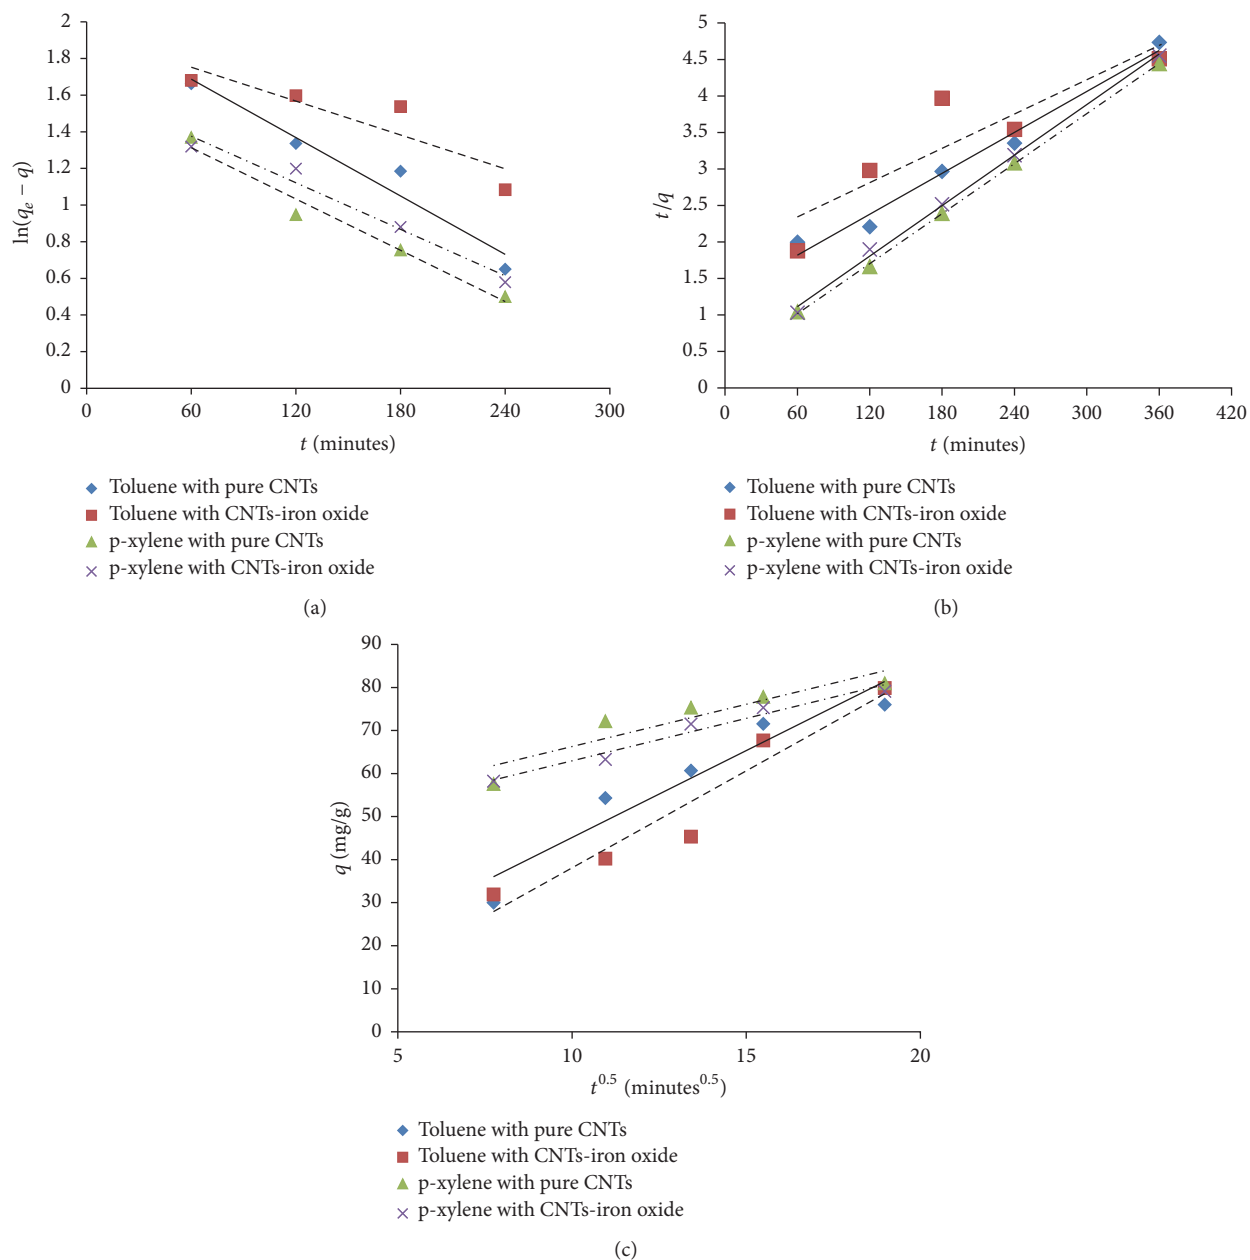 2
1.8
1.6
1.4
1.2
1
0.8
0.6
0.4
0.2
0
ln(qe − q)
0 60 120 180 240 300
t (minutes)
Toluene with pure CNTs
Toluene with CNTs-iron oxide
p-xylene with pure CNTs
p-xylene with CNTs-iron oxide
(a)
5
4.5
4
3.5
3
2.5
2
1.5
1
0.5
0
t/q
0 60 120 180 240 300 360 420
t (minutes)
Toluene with pure CNTs
Toluene with CNTs-iron oxide
p-xylene with pure CNTs
p-xylene with CNTs-iron oxide
(b)
90
80
70
60
50
40
30
20
10
0
q (mg/g)
5 10 15 20
t^0.5 (minutes^0.5)
Toluene with pure CNTs
Toluene with CNTs-iron oxide
p-xylene with pure CNTs
p-xylene with CNTs-iron oxide
(c)